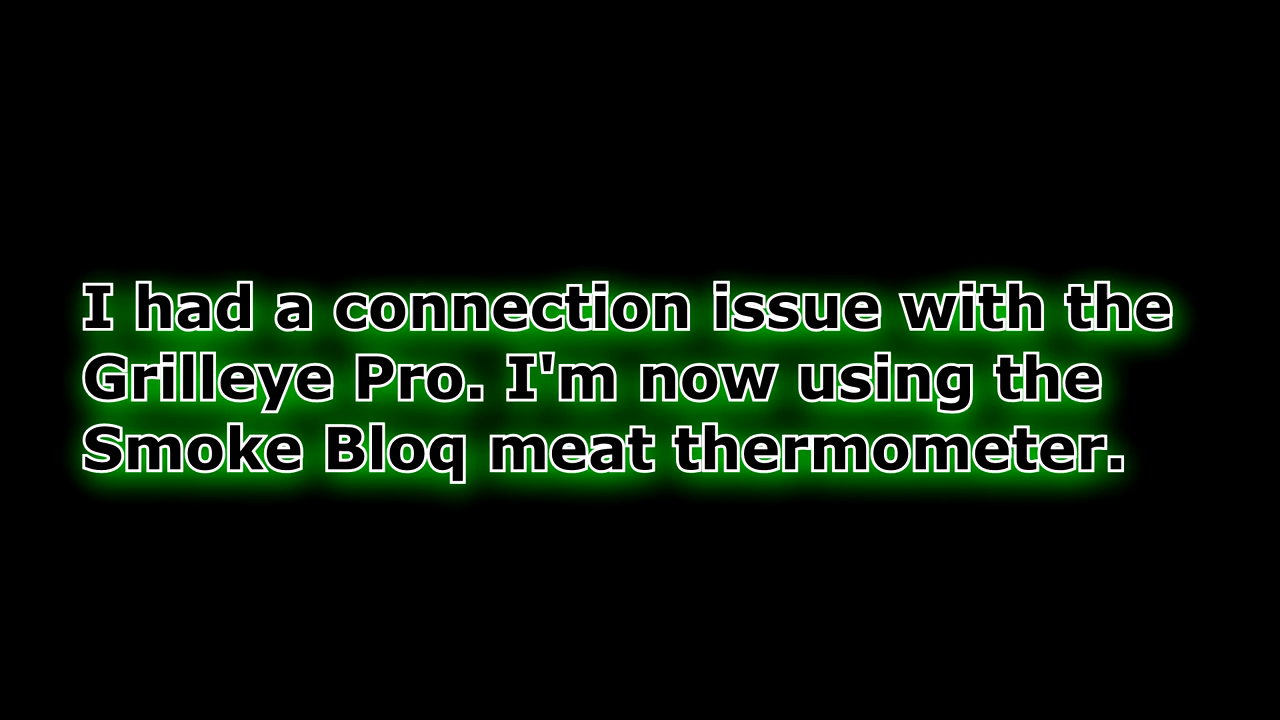 I had a connection issue with the
Grilleye Pro. I'm now using the
Smoke Bloq meat thermometer.